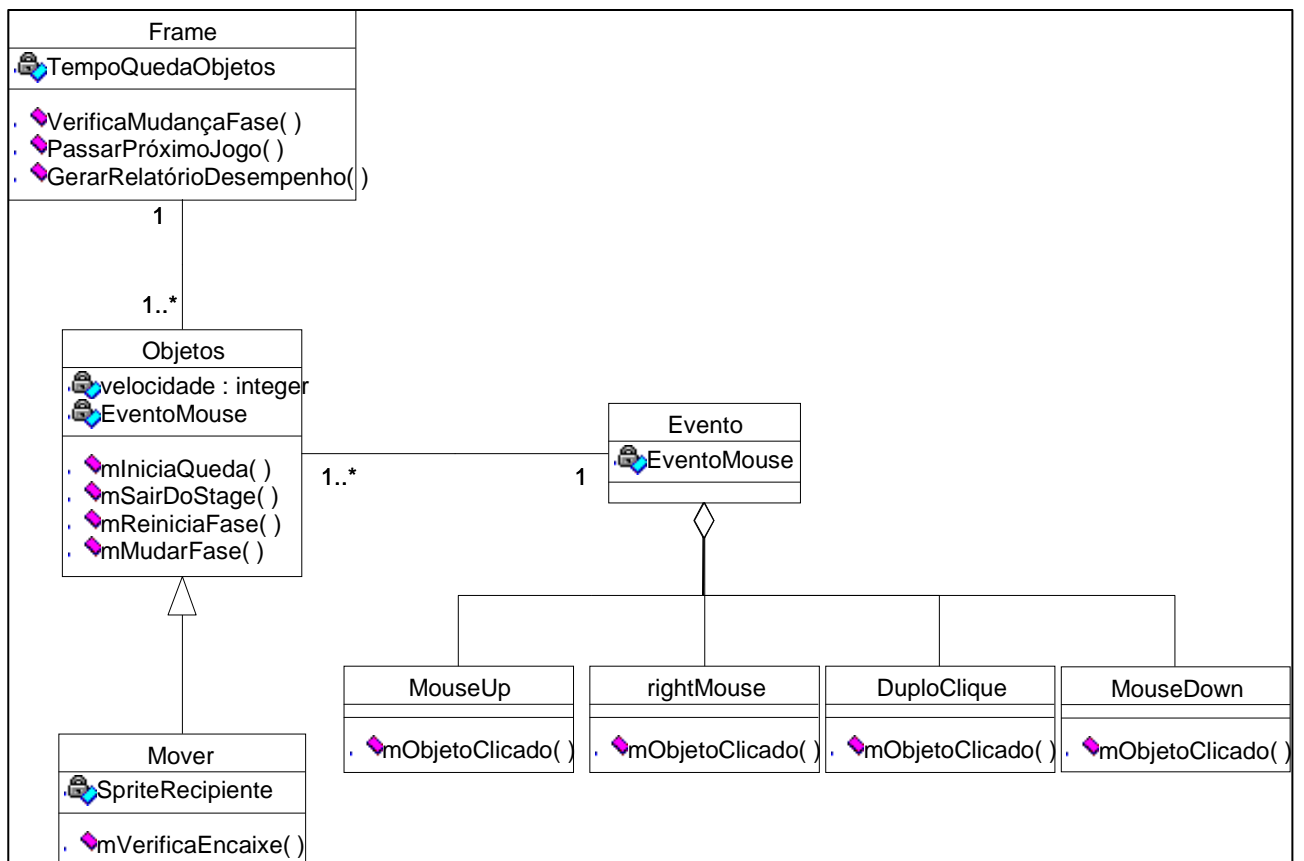 Frame
TempoQuedaObjetos
VerificaMudançaFase( )
PassarPróximoJogo( )
GerarRelatórioDesempenho( )
1
1..*
Objetos
velocidade : integer
EventoMouse
mIniciaQueda( )
mSairDoStage( )
mReiniciaFase( )
mMudarFase( )
1..*
1
Evento
EventoMouse
MouseUp
mObjetoClicado( )
rightMouse
mObjetoClicado( )
DuploClique
mObjetoClicado( )
MouseDown
mObjetoClicado( )
Mover
SpriteRecipiente
mVerificaEncaixe( )